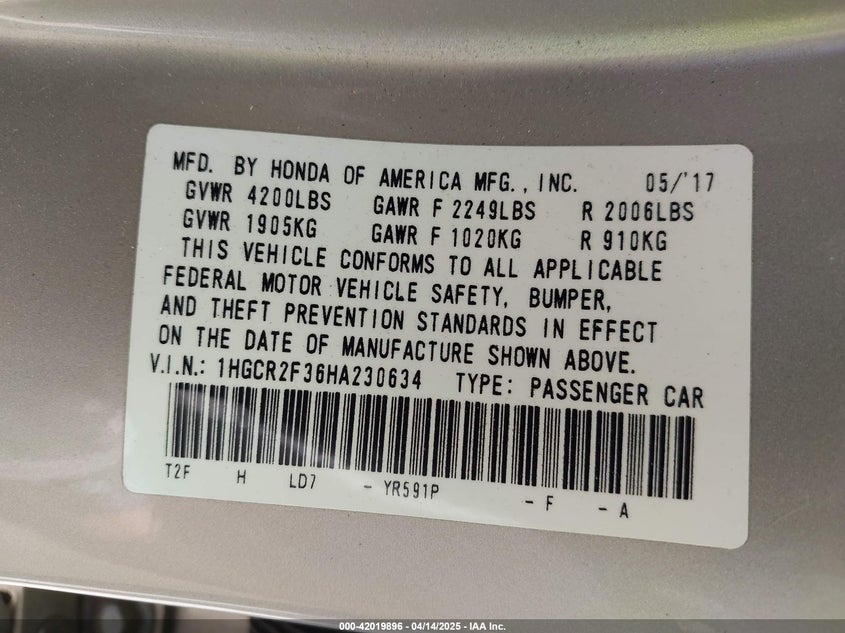 MFD. BY HONDA OF AMERICA MFG., INC. 05/'17
GVWR 4200LBS GAWR F 2249LBS R 2006LBS
GVWR 1905KG GAWR F 1020KG R 910KG
THIS VEHICLE CONFORMS TO ALL APPLICABLE
FEDERAL MOTOR VEHICLE SAFETY, BUMPER,
AND THEFT PREVENTION STANDARDS IN EFFECT
ON THE DATE OF MANUFACTURE SHOWN ABOVE.
V.I.N.: 1HGCR2F36HA230634 TYPE: PASSENGER CAR
T2F H LD7 - YR591P - F - A
000-42019896 - 04/14/2025 - IAA Inc.